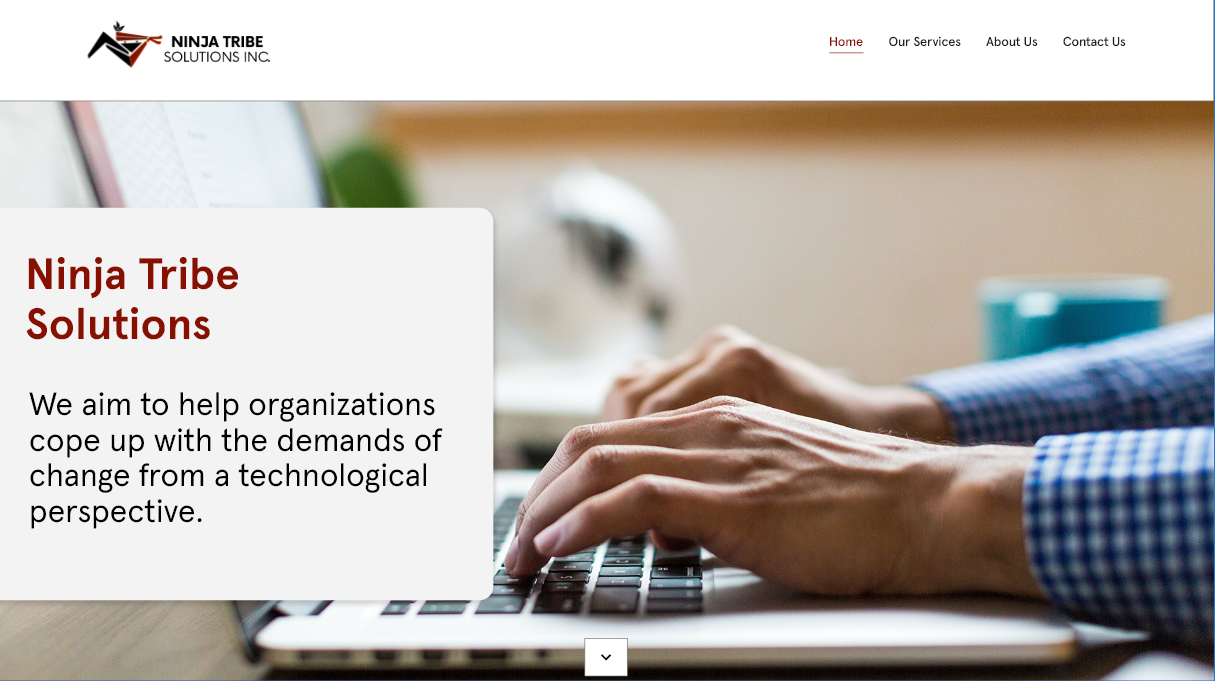 NINJA TRIBE
SOLUTIONS INC.
Home Our Services About Us Contact Us
Ninja Tribe
Solutions
We aim to help organizations
cope up with the demands of
change from a technological
perspective.